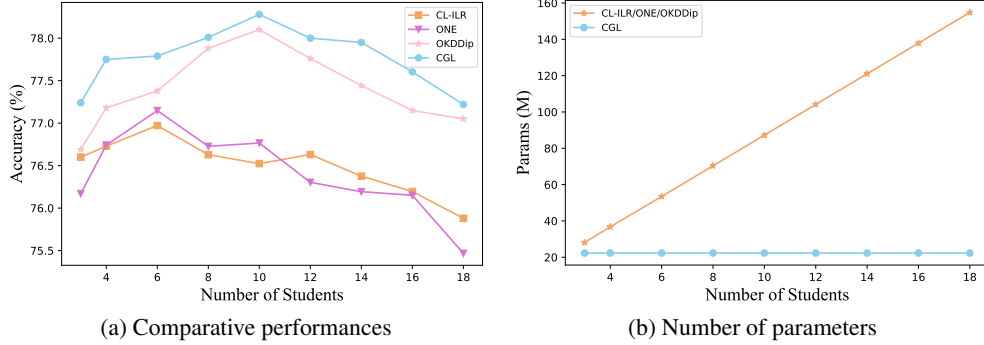 CL-ILR
ONE
OKDDip
CGL
Accuracy (%)
78.0
77.5
77.0
76.5
76.0
75.5
4 6 8 10 12 14 16 18
Number of Students
(a) Comparative performances
CL-ILR/ONE/OKDDip
CGL
Params (M)
160
140
120
100
80
60
40
20
4 6 8 10 12 14 16 18
Number of Students
(b) Number of parameters